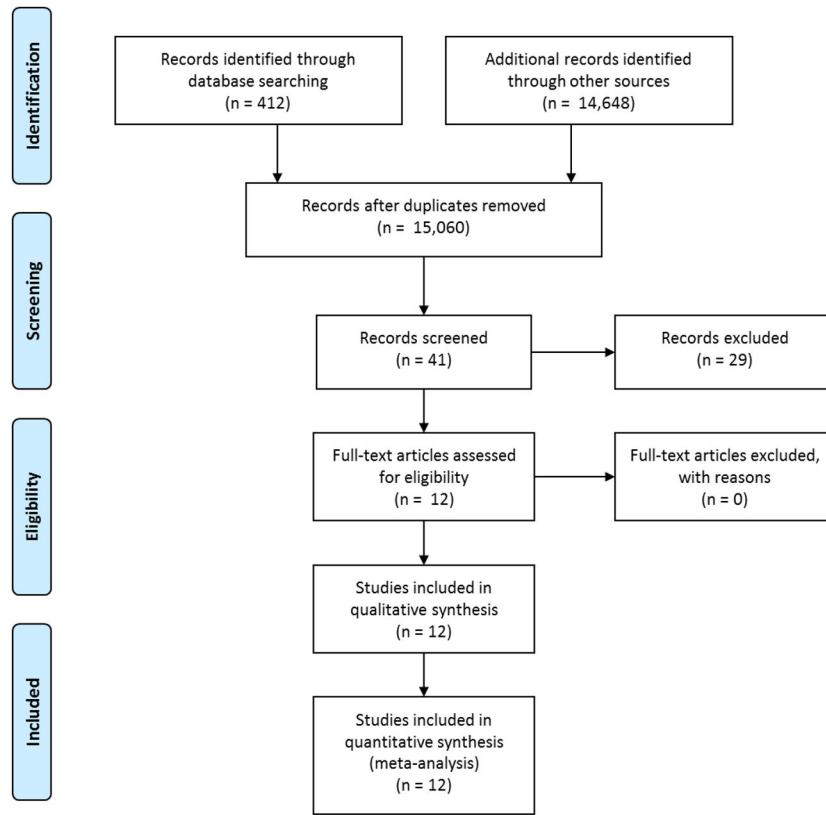 Identification
Records identified through
database searching
(n = 412)
Additional records identified
through other sources
(n = 14,648)
Records after duplicates removed
(n = 15,060)
Screening
Records screened
(n = 41)
Records excluded
(n = 29)
Eligibility
Full-text articles assessed
for eligibility
(n = 12)
Full-text articles excluded,
with reasons
(n = 0)
Studies included in
qualitative synthesis
(n = 12)
Included
Studies included in
quantitative synthesis
(meta-analysis)
(n = 12)